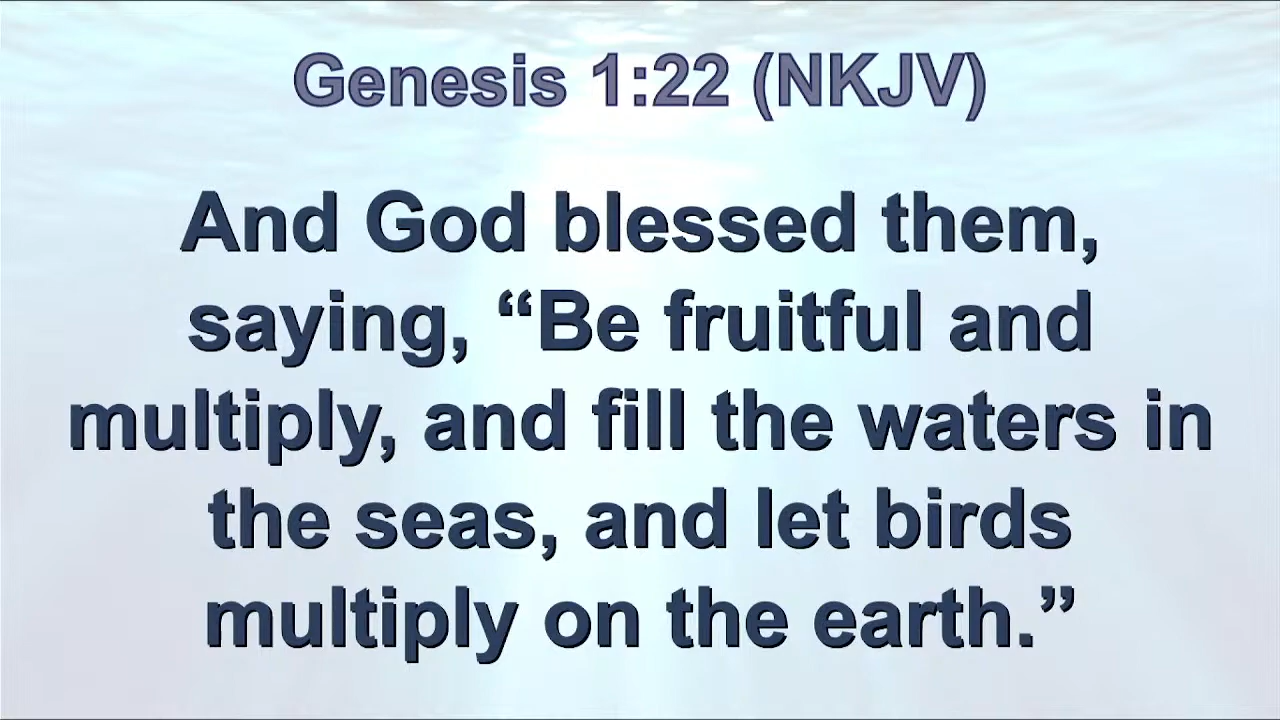 Genesis 1:22 (NKJV)
And God blessed them,
saying, “Be fruitful and
multiply, and fill the waters in
the seas, and let birds
multiply on the earth.”